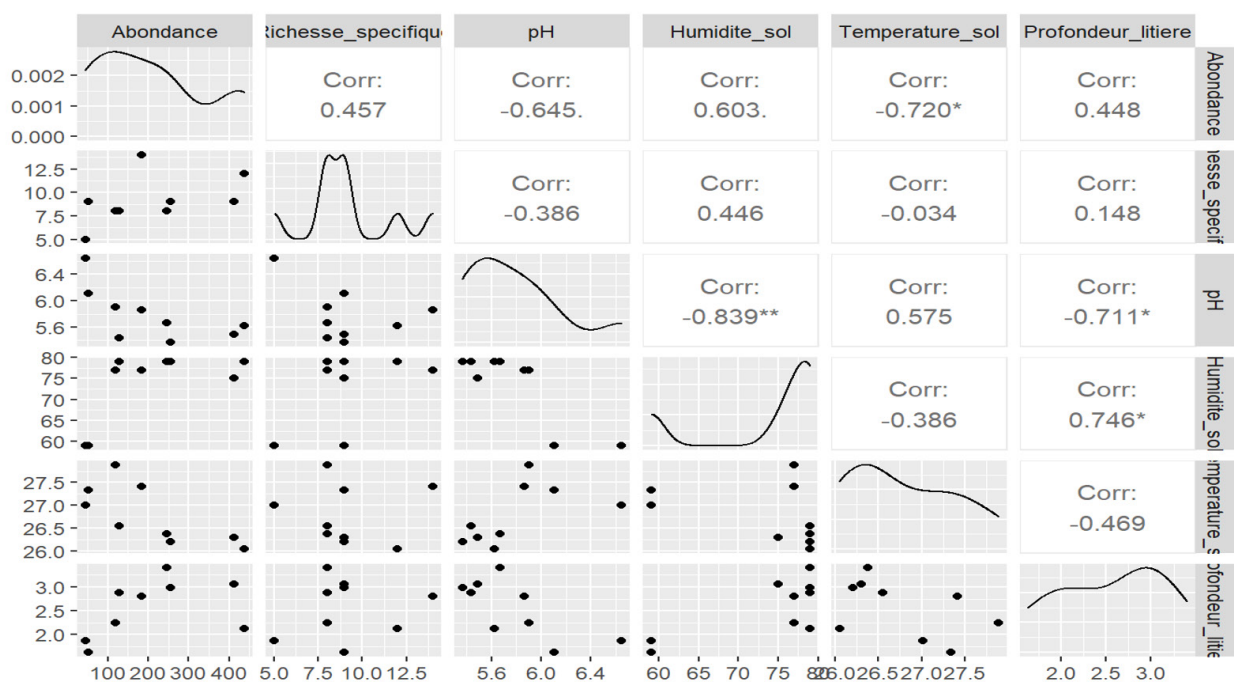 Abondance Richesse_specifique pH Humidite_sol Temperature_sol Profondeur_litiere
0.002
0.001
0.000
Corr:
0.457
Corr:
-0.645.
Corr:
0.603.
Corr:
-0.720*
Corr:
0.448
Abondance
12.5
10.0
7.5
5.0
Corr:
-0.386
Corr:
0.446
Corr:
-0.034
Corr:
0.148
hesse_specif
6.4
6.0
5.6
Corr:
-0.839**
Corr:
0.575
Corr:
-0.711*
pH
80
75
70
65
60
Corr:
-0.386
Corr:
0.746*
Humidite_sol
27.5
27.0
26.5
26.0
Corr:
-0.469
emperature_s
3.0
2.5
2.0
ofondeur_litie
100 200 300 400 5.0 7.5 10.0 12.5 5.6 6.0 6.4 60 65 70 75 80 26.0 26.5 27.0 27.5 2.0 2.5 3.0